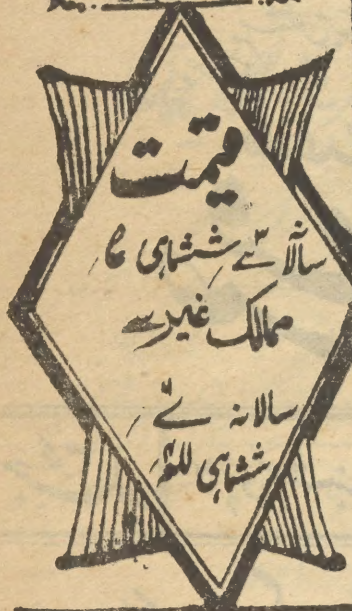 قیمت
سالانہ ششماہی
ممالک غیر سے
سالانہ
ششماہی